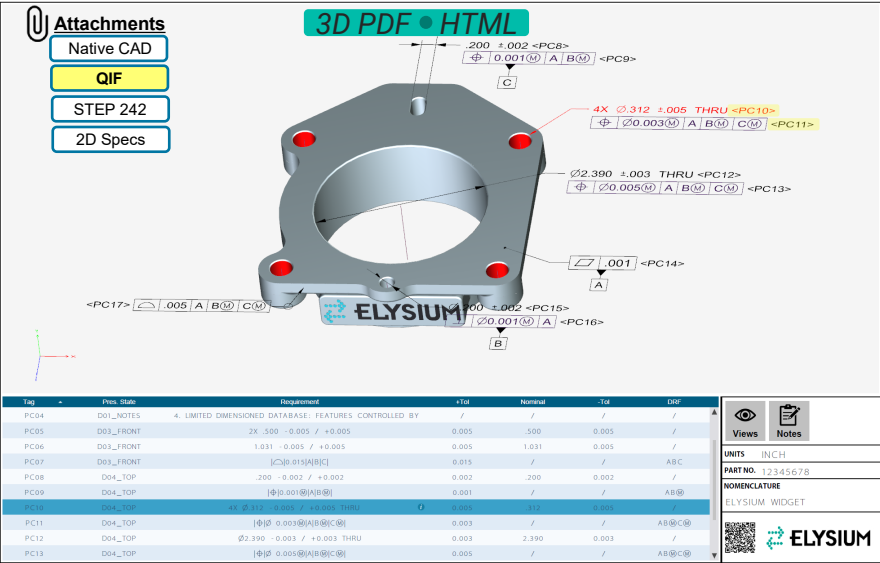 Attachments
Native CAD
QIF
STEP 242
2D Specs
3D PDF • HTML
.200 ±.002 <PC8>
⌖ 0.001Ⓜ A BⓂ <PC9>
C
4X ∅.312 ±.005 THRU <PC10>
⌖ ∅0.003Ⓜ A BⓂ CⓂ <PC11>
∅2.390 ±.003 THRU <PC12>
⌖ ∅0.005Ⓜ A BⓂ CⓂ <PC13>
⏥ .001 <PC14>
A
<PC17> ⌓ .005 A BⓂ CⓂ
∅.200 ±.002 <PC15>
∅0.001Ⓜ A <PC16>
B
ELYSIUM
Tag Pres. State Requirement +Tol Nominal -Tol DRF
PC04 D01_NOTES 4. LIMITED DIMENSIONED DATABASE: FEATURES CONTROLLED BY / / / /
PC05 D03_FRONT 2X .500 -0.005 / +0.005 0.005 .500 0.005 /
PC06 D03_FRONT 1.031 -0.005 / +0.005 0.005 1.031 0.005 /
PC07 D03_FRONT |⌓|0.015|A|B|C| 0.015 / / ABC
PC08 D04_TOP .200 -0.002 / +0.002 0.002 .200 0.002 /
PC09 D04_TOP |⌖|0.001Ⓜ|A|BⓂ| 0.001 / / ABⓂ
PC10 D04_TOP 4X ∅.312 -0.005 / +0.005 THRU 0.005 .312 0.005 /
PC11 D04_TOP |⌖|∅ 0.003Ⓜ|A|BⓂ|CⓂ| 0.003 / / ABⓂCⓂ
PC12 D04_TOP ∅2.390 -0.003 / +0.003 THRU 0.003 2.390 0.003 /
PC13 D04_TOP |⌖|∅ 0.005Ⓜ|A|BⓂ|CⓂ| 0.005 / / ABⓂCⓂ
Views Notes
UNITS INCH
PART NO. 12345678
NOMENCLATURE
ELYSIUM WIDGET
ELYSIUM